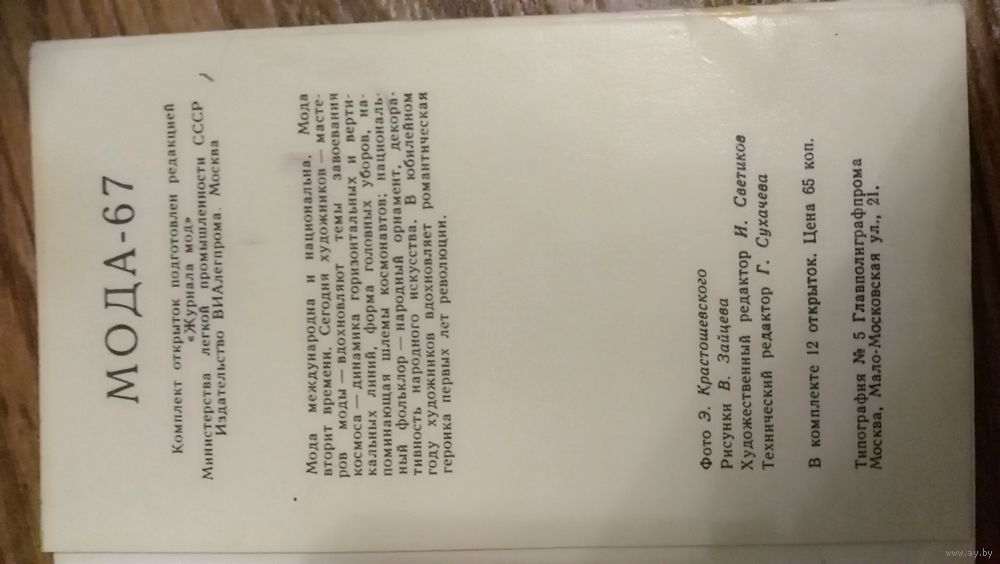 МОДА-67
Комплект открыток подготовлен редакцией
«Журнала мод»
Министерства легкой промышленности СССР
Издательство ВИАлегпрома. Москва
Мода международна и национальна. Мода
вторит времени. Сегодня художников — масте-
ров моды — вдохновляют темы завоевания
космоса — динамика горизонтальных и верти-
кальных линий, форма головных уборов, на-
поминающая шлемы космонавтов; националь-
ный фольклор — народный орнамент, декора-
тивность народного искусства. В юбилейном
году художников вдохновляет романтическая
героика первых лет революции.
Фото Э. Крастошевского
Рисунки В. Зайцева
Художественный редактор И. Светиков
Технический редактор Г. Сухачева
В комплекте 12 открыток. Цена 65 коп.
Типография № 5 Главполиграфпрома
Москва, Мало-Московская ул., 21.
www.ay.by